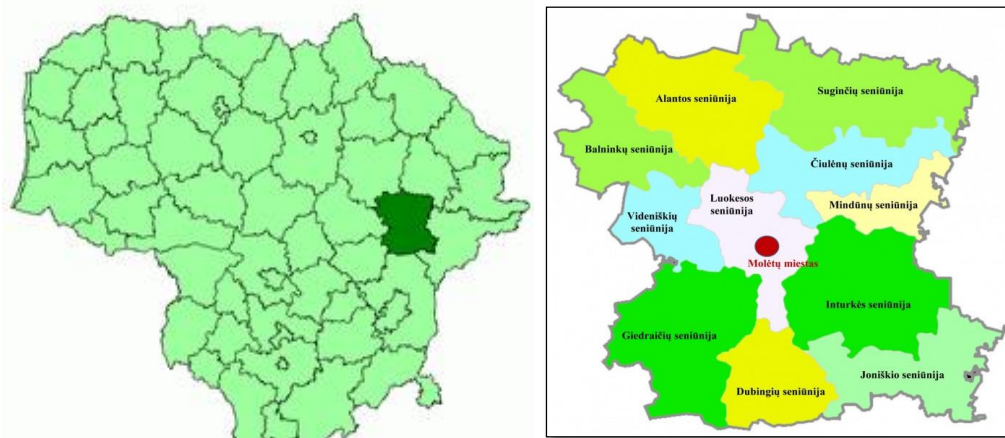 Alantos seniūnija
Suginčių seniūnija
Balninkų seniūnija
Čiulėnų seniūnija
Luokesos
seniūnija
Mindūnų seniūnija
Videniškių
seniūnija
Molėtų miestas
Inturkės seniūnija
Giedraičių seniūnija
Joniškio seniūnija
Dubingių seniūnija